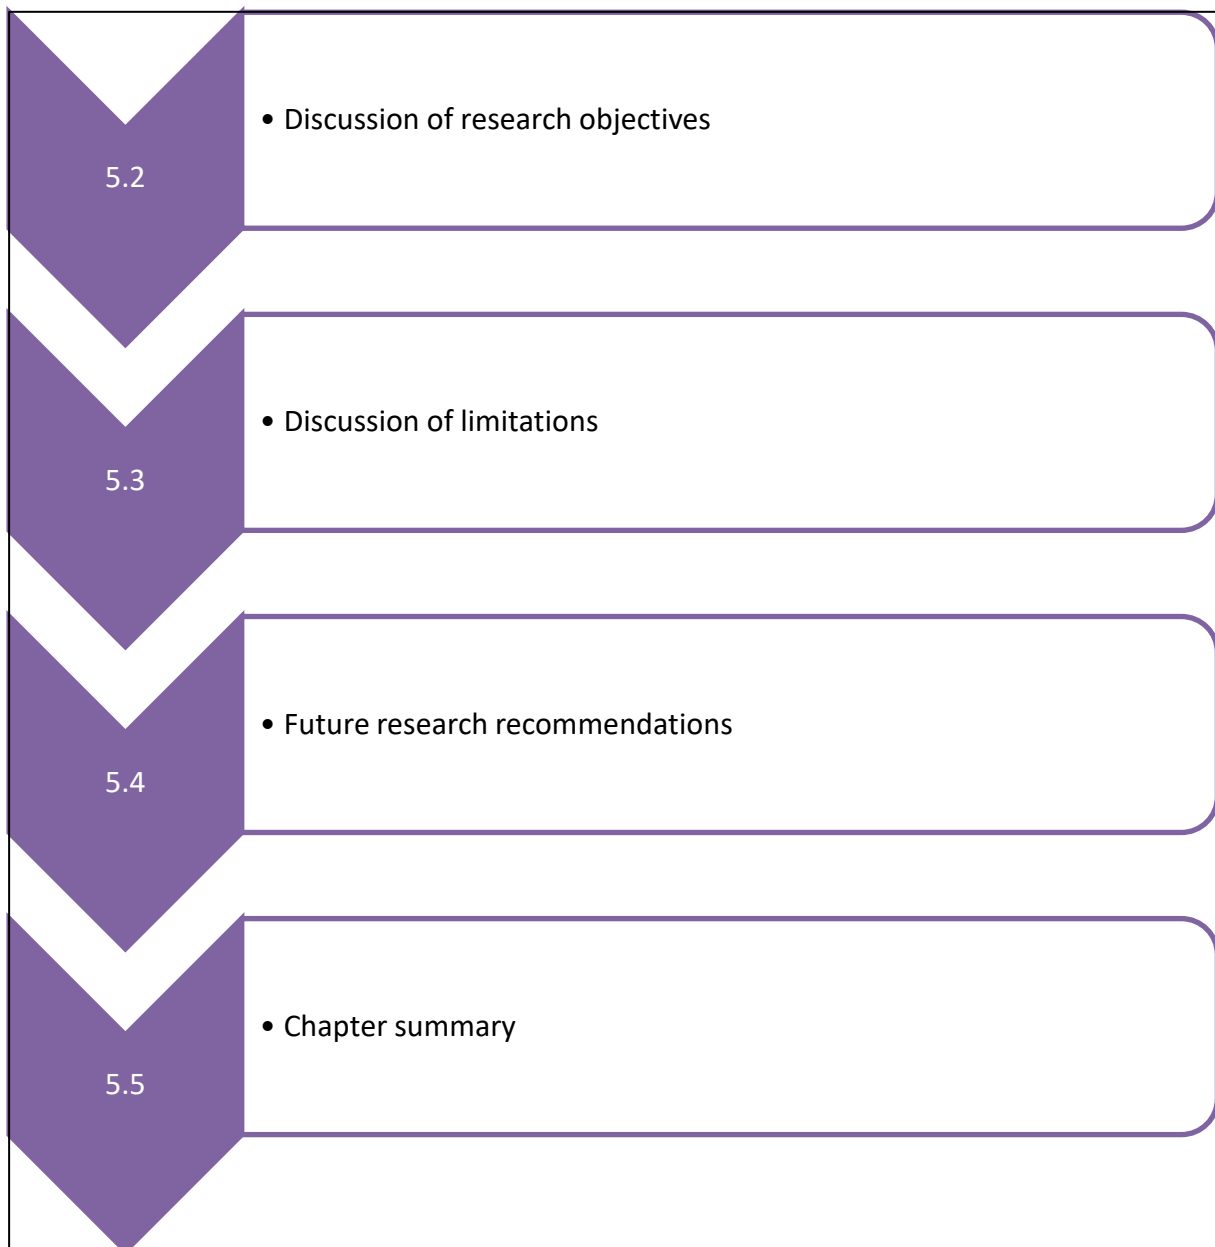 • Discussion of research objectives
5.2
• Discussion of limitations
5.3
• Future research recommendations
5.4
• Chapter summary
5.5